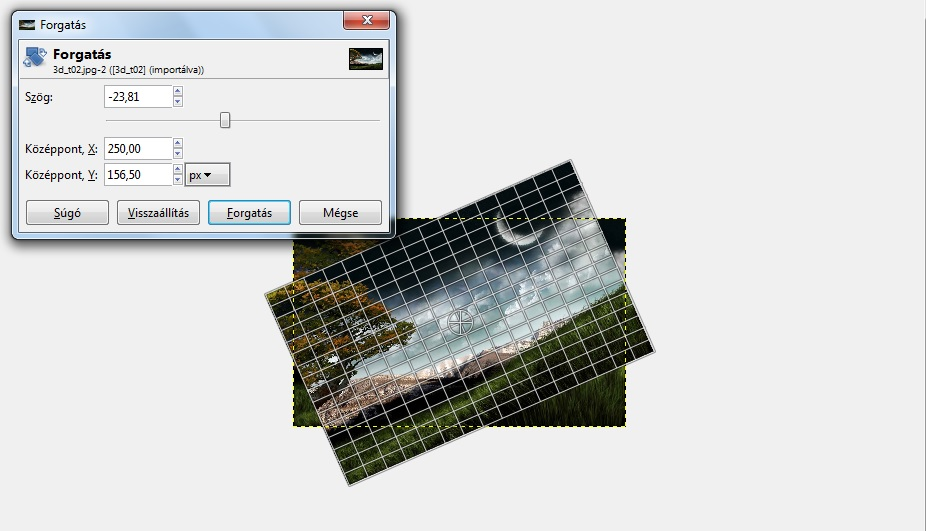 Forgatás
Forgatás
3d_t02.jpg-2 ([3d_t02] (importálva))
Szög: -23,81
Középpont, X: 250,00
Középpont, Y: 156,50 px
Súgó Visszaállítás Forgatás Mégse